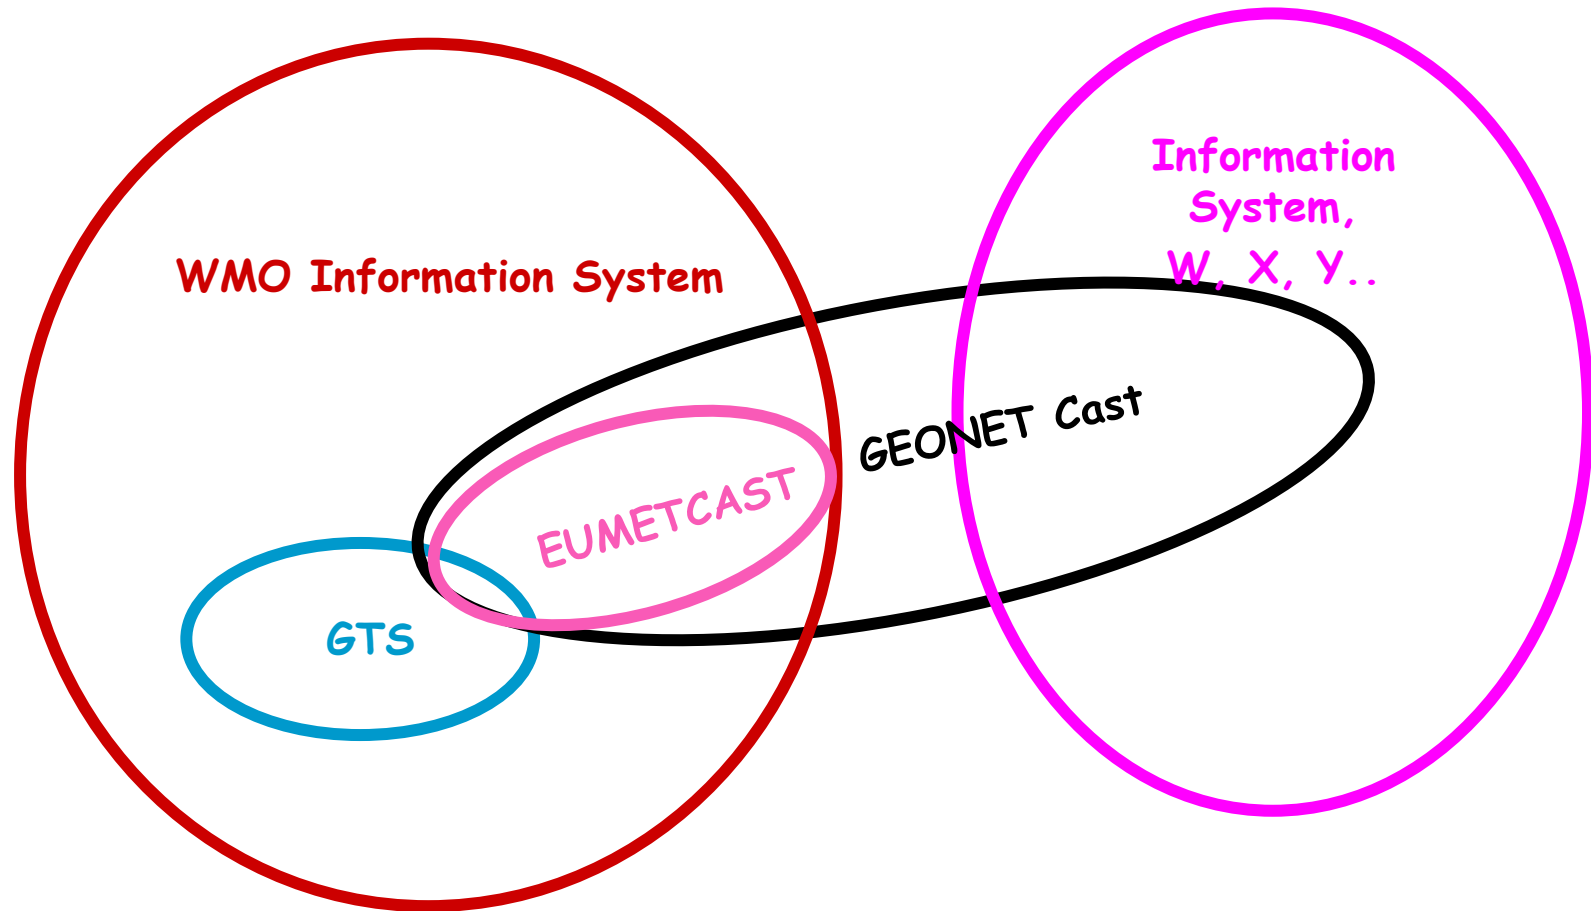 Information
System,
W, X, Y..
WMO Information System
GEONET Cast
EUMETCAST
GTS